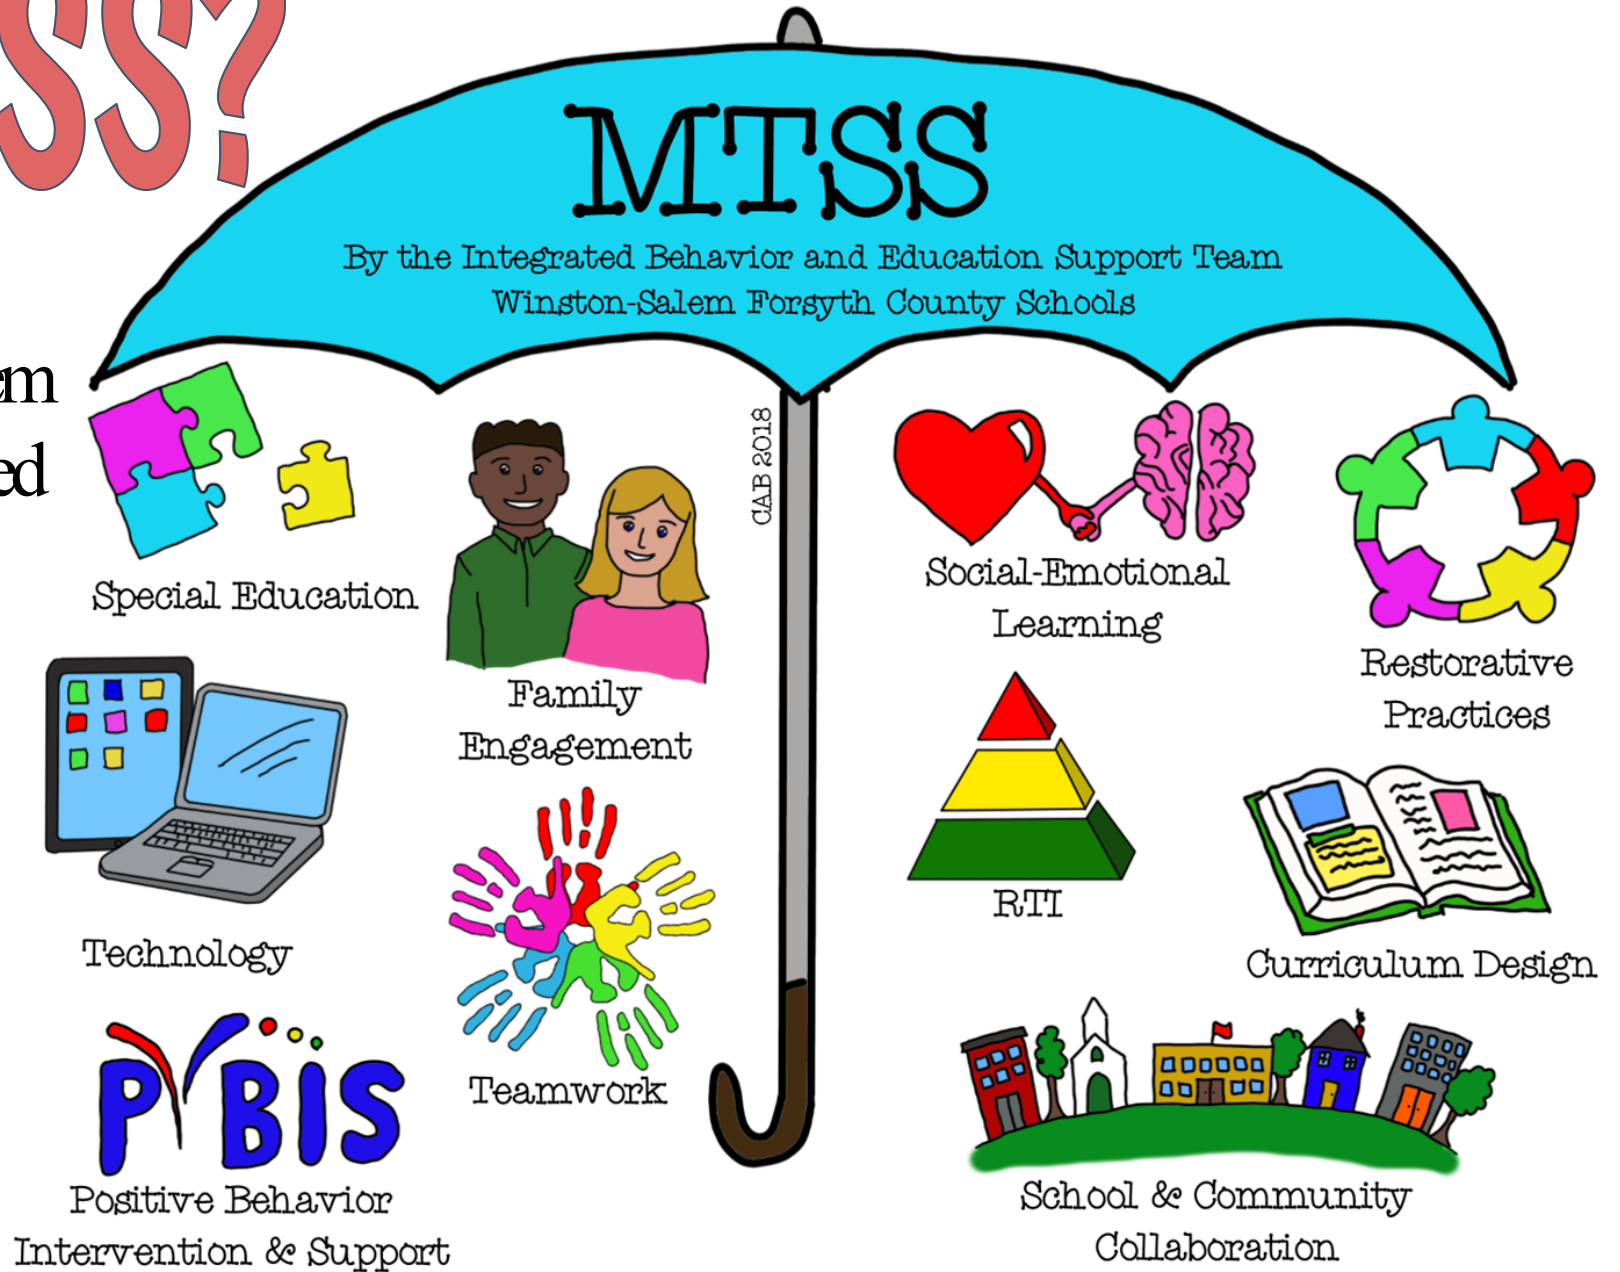 SS?
MTSS
By the Integrated Behavior and Education Support Team
Winston-Salem Forsyth County Schools
ed
CAB 2018
Special Education
Family
Engagement
Social-Emotional
Learning
Restorative
Practices
Technology
Teamwork
RTI
Curriculum Design
PBIS
Positive Behavior
Intervention & Support
School & Community
Collaboration